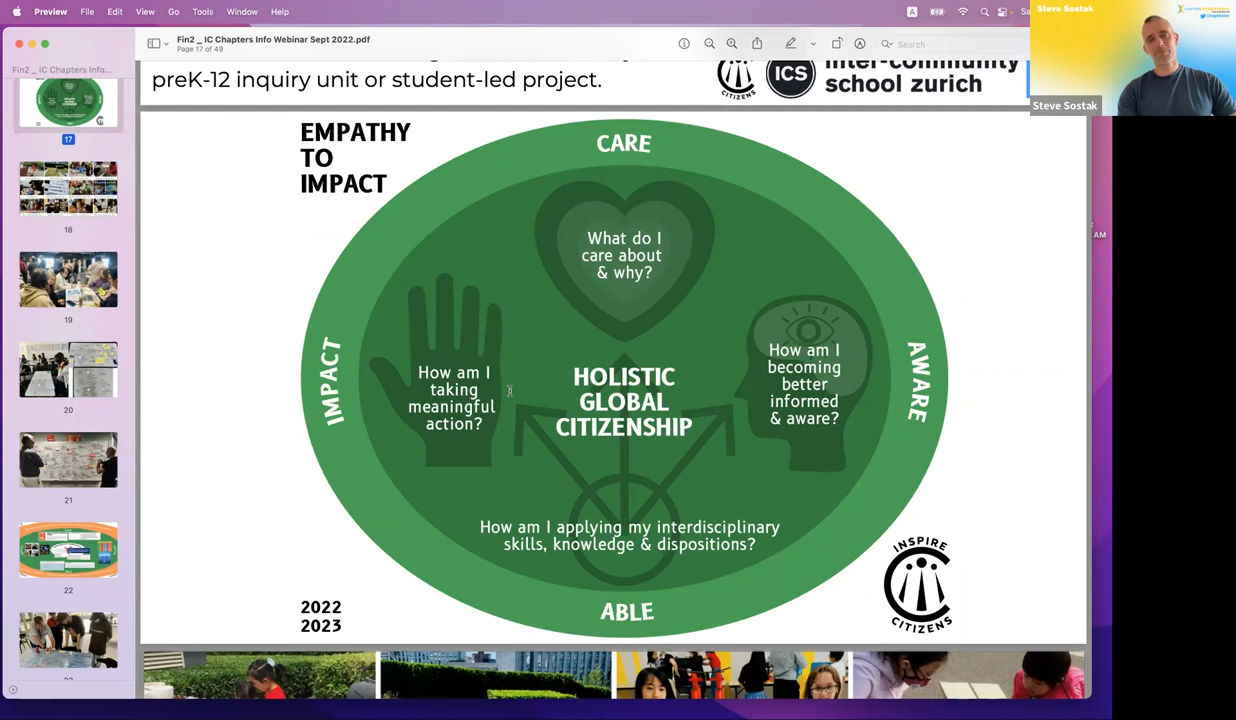 Preview File Edit View Go Tools Window Help
Steve Sostak
Fin2 _ IC Chapters Info Webinar Sept 2022.pdf
Page 17 of 49
Search
Fin2 _ IC Chapters Info...
preK-12 inquiry unit or student-led project.
CITIZENS
ICS
inter-community
school zurich
Steve Sostak
17
18
19
20
21
22
EMPATHY
TO
IMPACT
CARE
What do I
care about
& why?
IMPACT
How am I
taking
meaningful
action?
HOLISTIC
GLOBAL
CITIZENSHIP
How am I
becoming
better
informed
& aware?
AWARE
How am I applying my interdisciplinary
skills, knowledge & dispositions?
ABLE
2022
2023
INSPIRE
CITIZENS
AM